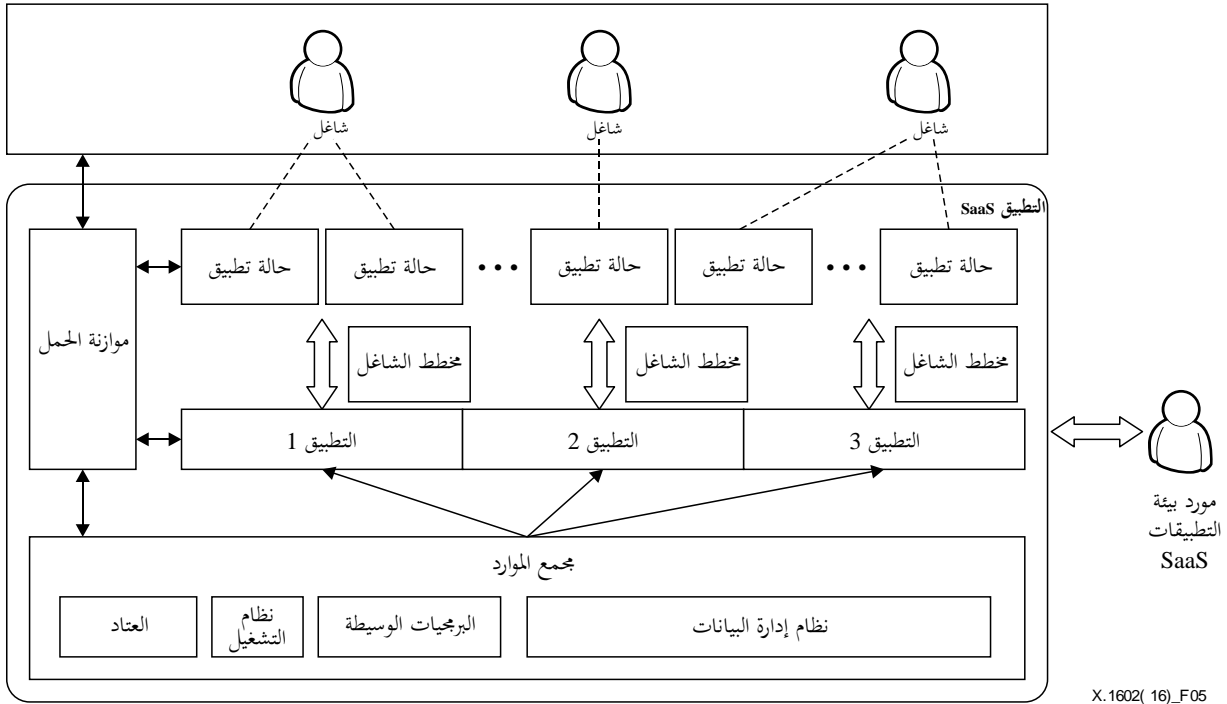 شاغل
شاغل
شاغل
التطبيق SaaS
حالة تطبيق
حالة تطبيق
•••
حالة تطبيق
حالة تطبيق
•••
حالة تطبيق
موازنة الحمل
مخطط الشاغل
مخطط الشاغل
مخطط الشاغل
التطبيق 1
التطبيق 2
التطبيق 3
مورد بيئة
التطبيقات
SaaS
مجمع الموارد
العتاد
نظام
التشغيل
البرمجيات الوسيطة
نظام إدارة البيانات
X.1602( 16)_F05